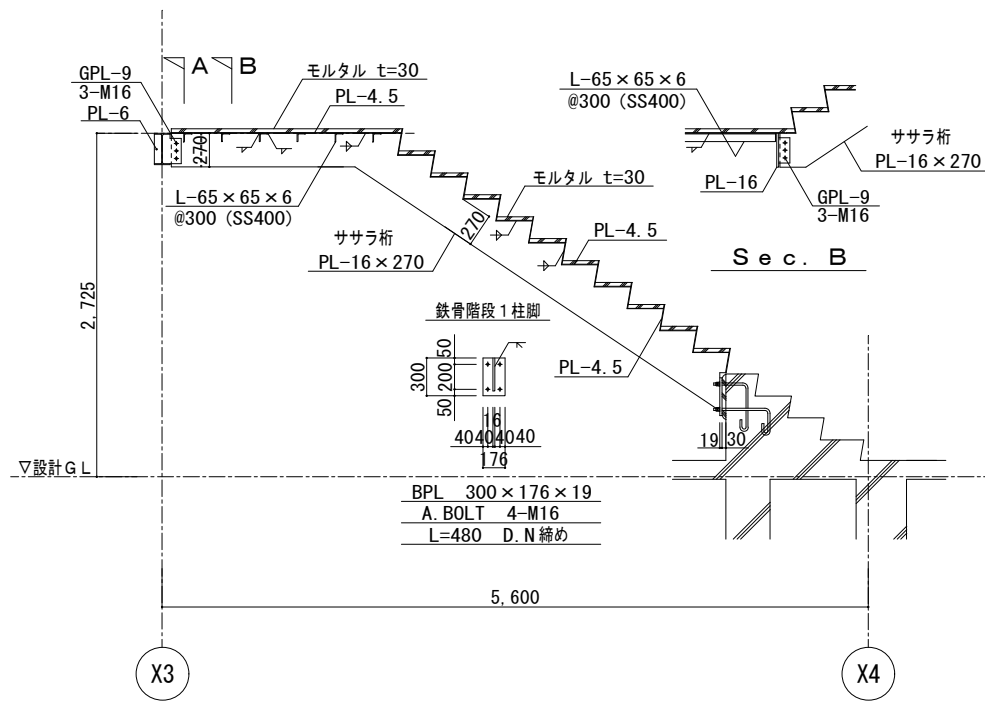 A
B
GPL-9
3-M16
PL-6
モルタル t=30
PL-4.5
270
L-65×65×6
@300 (SS400)
モルタル t=30
270
PL-4.5
ササラ桁
PL-16×270
L-65×65×6
@300 (SS400)
ササラ桁
PL-16×270
PL-16
GPL-9
3-M16
Sec. B
2,725
鉄骨階段1柱脚
50
200
50
300
16
40404040
176
PL-4.5
19
30
▽設計GL
BPL 300×176×19
A.BOLT 4-M16
L=480 D.N締め
5,600
X3
X4